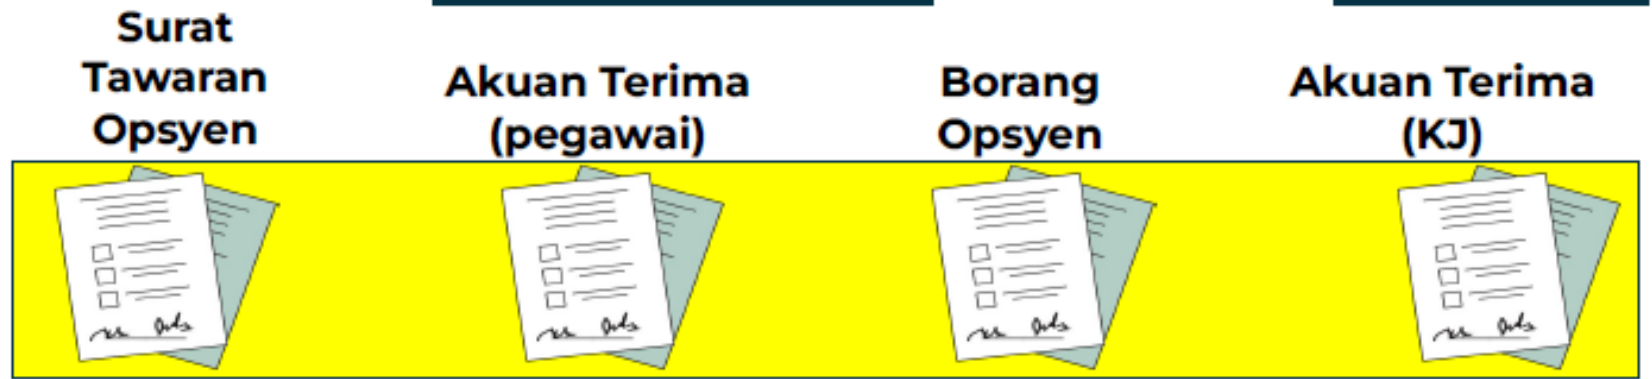 Surat
Tawaran
Opsyen
Akuan Terima
(pegawai)
Borang
Opsyen
Akuan Terima
(KJ)